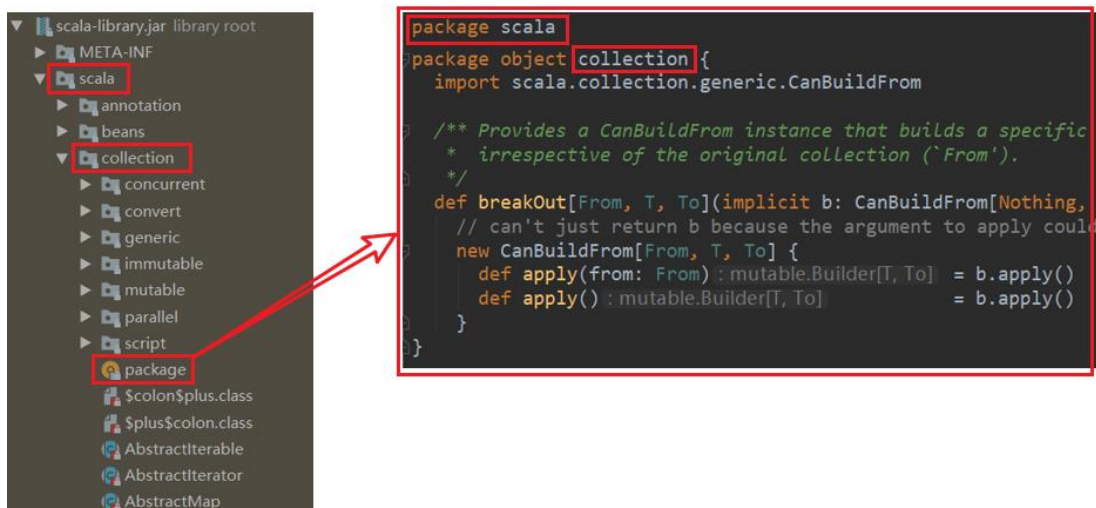 scala-library.jar library root
META-INF
scala
annotation
beans
collection
concurrent
convert
generic
immutable
mutable
parallel
script
package
$colon$plus.class
$plus$colon.class
AbstractIterable
AbstractIterator
AbstractMap
package scala
package object collection {
import scala.collection.generic.CanBuildFrom
/** Provides a CanBuildFrom instance that builds a specific
* irrespective of the original collection (`From').
*/
def breakOut[From, T, To](implicit b: CanBuildFrom[Nothing,
// can't just return b because the argument to apply could
new CanBuildFrom[From, T, To] {
def apply(from: From) : mutable.Builder[T, To] = b.apply()
def apply() : mutable.Builder[T, To] = b.apply()
}
}